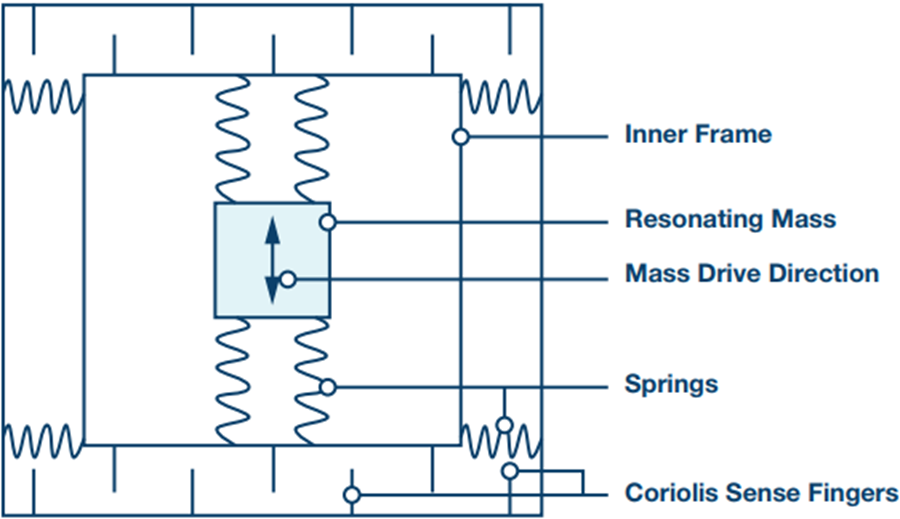 Inner Frame
Resonating Mass
Mass Drive Direction
Springs
Coriolis Sense Fingers